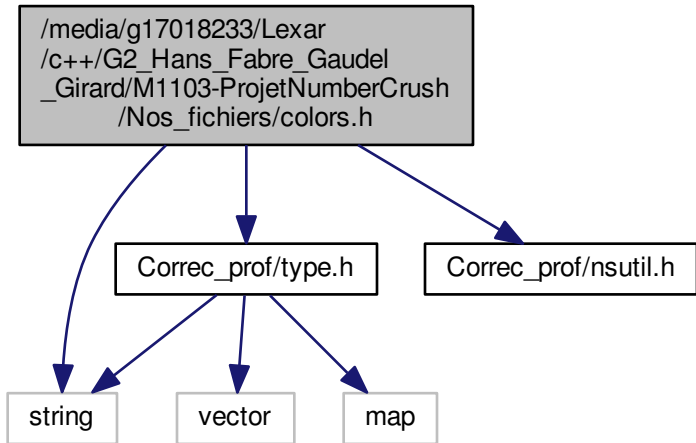 /media/g17018233/Lexar
/c++/G2_Hans_Fabre_Gaudel
_Girard/M1103-ProjetNumberCrush
/Nos_fichiers/colors.h
Correc_prof/type.h
Correc_prof/nsutil.h
string
vector
map